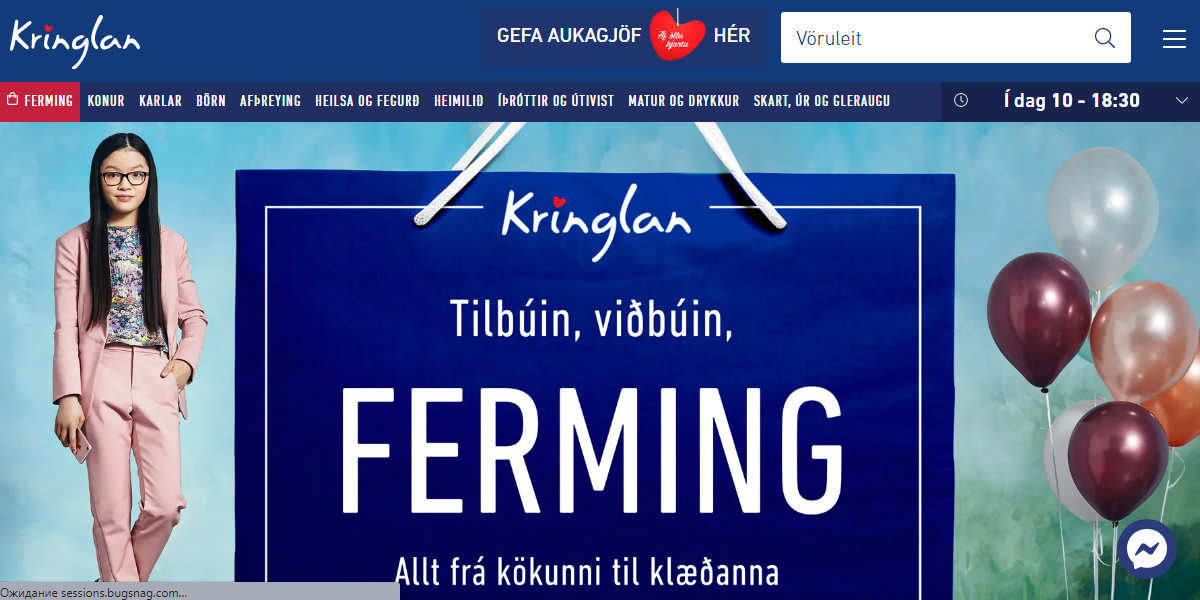 Kringlan
GEFA AUKAGJÖF
Af öllu
hjarta
HÉR
Vöruleit
FERMING KONUR KARLAR BÖRN AFÞREYING HEILSA OG FEGURÐ HEIMILIÐ ÍÞRÓTTIR OG ÚTIVIST MATUR OG DRYKKUR SKART, ÚR OG GLERAUGU
Í dag 10 - 18:30
Kringlan
Tilbúin, viðbúin,
FERMING
Allt frá kökunni til klæðanna
Ожидание sessions.bugsnag.com...